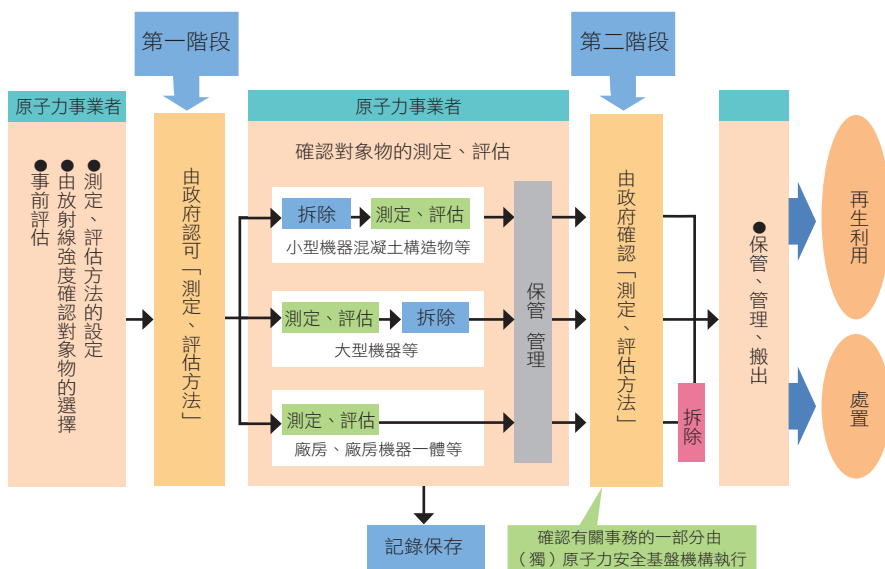 第一階段
第二階段
原子力事業者
●測定、評估方法的設定
●由放射線強度確認對象物的選擇
●事前評估
由政府認可「測定、評估方法」
原子力事業者
確認對象物的測定、評估
拆除
測定、評估
小型機器混凝土構造物等
測定、評估
拆除
大型機器等
測定、評估
廠房、廠房機器一體等
保管 管理
記錄保存
由政府確認「測定、評估方法」
確認有關事務的一部分由
（獨）原子力安全基盤機構執行
拆除
●保管、管理、搬出
再生利用
處置